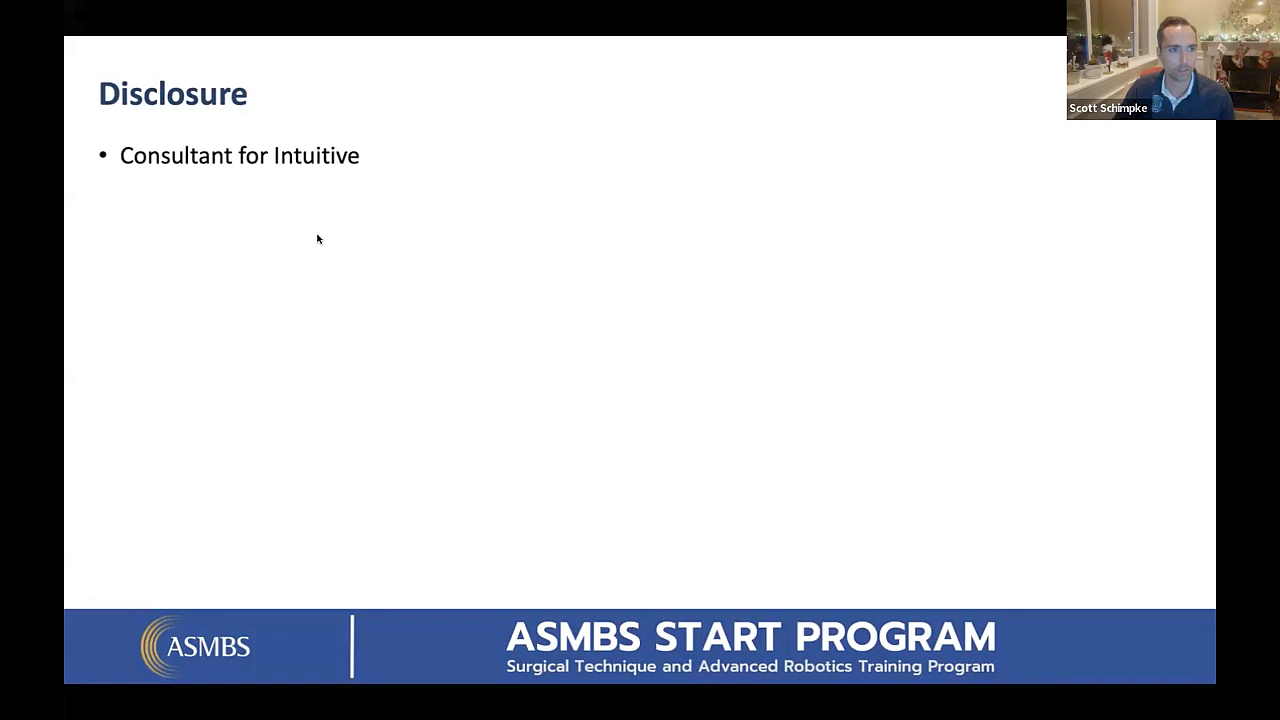 Disclosure
• Consultant for Intuitive
Scott Schimpke
ASMBS
ASMBS START PROGRAM
Surgical Technique and Advanced Robotics Training Program